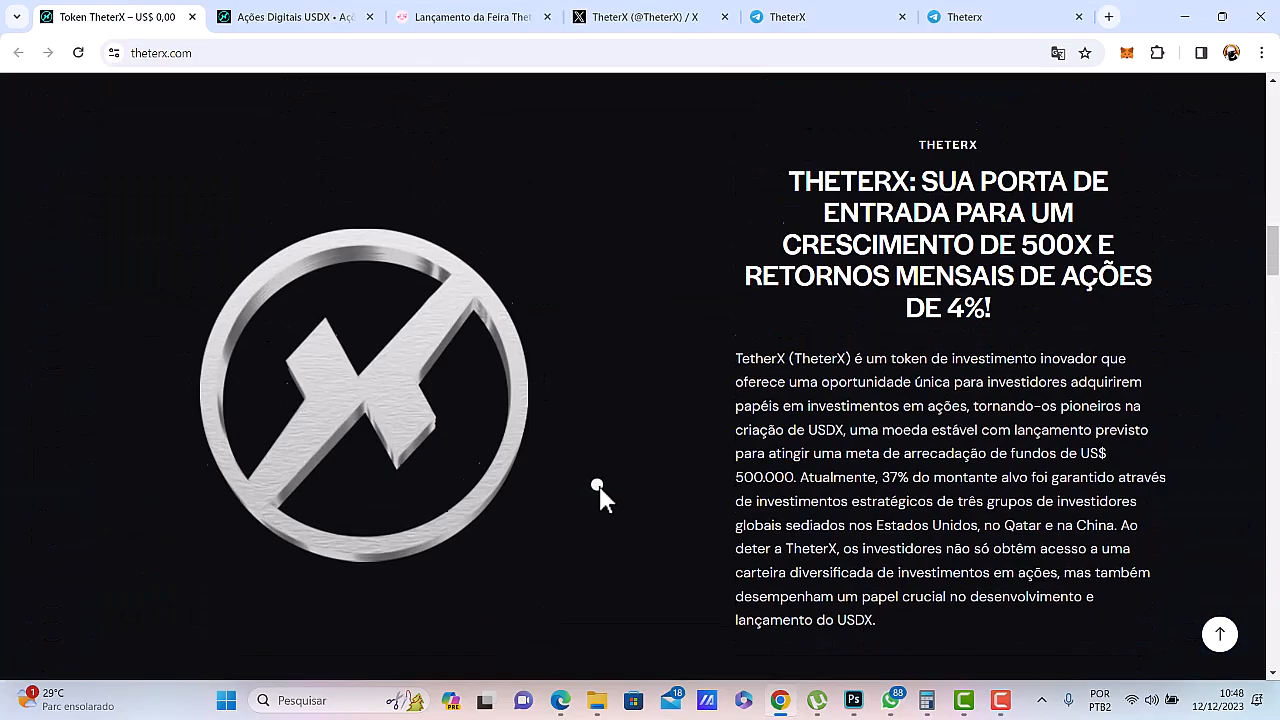 Token TheterX – US$ 0,00
Ações Digitais USDX • Açõ
Lançamento da Feira Thet
TheterX (@TheterX) / X
TheterX
Theterx
theterx.com
THETERX
THETERX: SUA PORTA DE
ENTRADA PARA UM
CRESCIMENTO DE 500X E
RETORNOS MENSAIS DE AÇÕES
DE 4%!
TetherX (TheterX) é um token de investimento inovador que
oferece uma oportunidade única para investidores adquirirem
papéis em investimentos em ações, tornando-os pioneiros na
criação de USDX, uma moeda estável com lançamento previsto
para atingir uma meta de arrecadação de fundos de US$
500.000. Atualmente, 37% do montante alvo foi garantido através
de investimentos estratégicos de três grupos de investidores
globais sediados nos Estados Unidos, no Qatar e na China. Ao
deter a TheterX, os investidores não só obtêm acesso a uma
carteira diversificada de investimentos em ações, mas também
desempenham um papel crucial no desenvolvimento e
lançamento do USDX.
1
29°C
Parc ensolarado
Pesquisar
PRE
18
Ps
88
POR
PTB2
10:48
12/12/2023